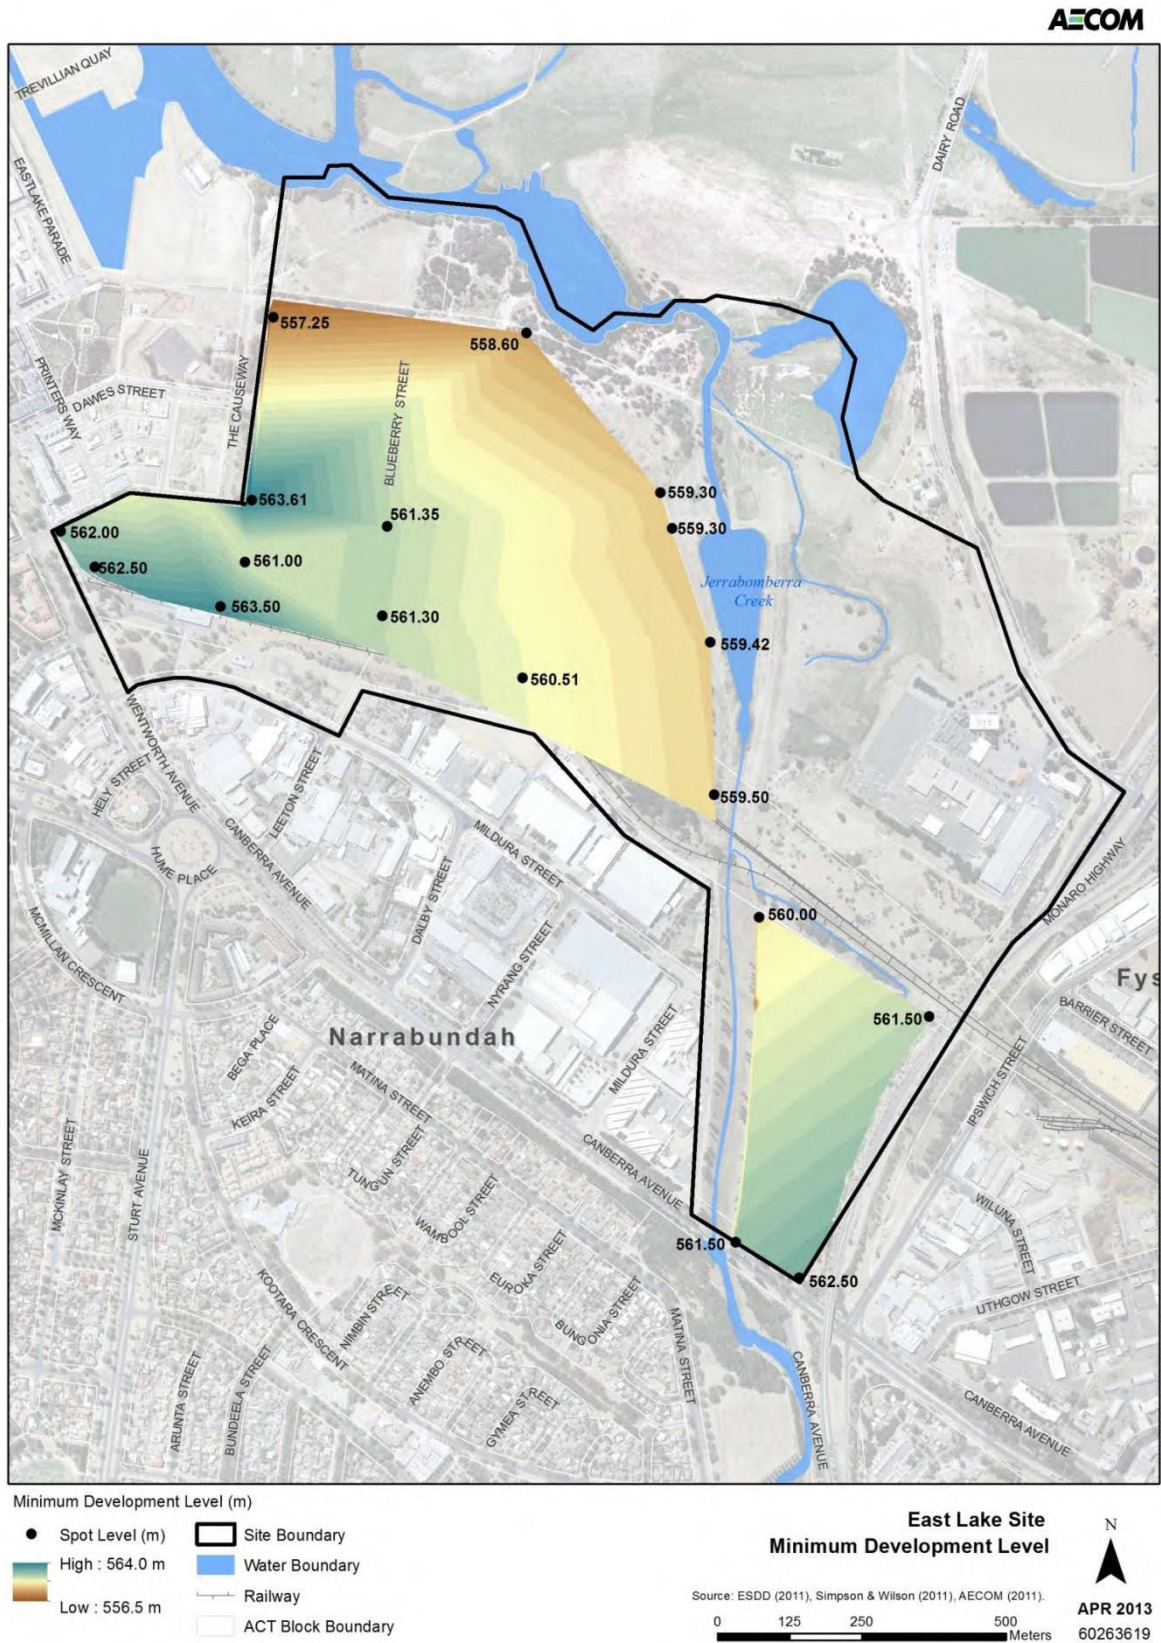 AECOM
TREVILLIAN QUAY
EASTLAKE PARADE
DAIRY ROAD
PRINTERS WAY
DAWES STREET
THE CAUSEWAY
BLUEBERRY STREET
557.25
558.60
563.61
561.35
559.30
559.30
562.00
562.50
561.00
563.50
561.30
Jerrabomberra
Creek
559.42
560.51
559.50
WENTWORTH AVENUE
HELY STREET
LEETON STREET
CANBERRA AVENUE
HUME PLACE
MILDURA STREET
DALBY STREET
NYRANG STREET
MCMILLAN CRESCENT
MONARO HIGHWAY
560.00
561.50
Fys
BARRIER STREET
Narrabundah
BEGA PLACE
KEIRA STREET
MATINA STREET
MILDURA STREET
IPSWICH STREET
MCKINLAY STREET
STURT AVENUE
TUNGUN STREET
CANBERRA AVENUE
WAMBOOL STREET
WILUNA STREET
561.50
562.50
EUROKA STREET
LITHGOW STREET
KOOTARA CRESCENT
NIMBIN STREET
BUNGONIA STREET
MATINA STREET
ANEMBO STREET
CANBERRA AVENUE
ARUNTA STREET
BUNDEELA STREET
GYMEA STREET
CANBERRA AVENUE
Minimum Development Level (m)
Spot Level (m)
High : 564.0 m
Low : 556.5 m
Site Boundary
Water Boundary
Railway
ACT Block Boundary
East Lake Site
Minimum Development Level
Source: ESDD (2011), Simpson & Wilson (2011), AECOM (2011).
0 125 250 500
Meters
N
APR 2013
60263619